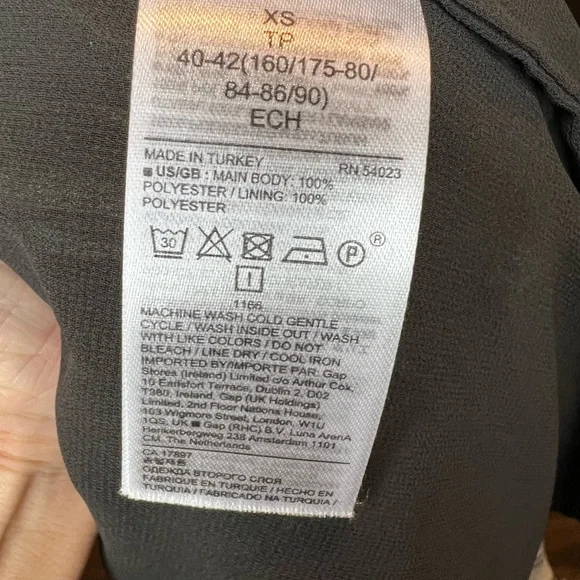 XS
TP
40-42(160/175-80/
84-86/90)
ECH
MADE IN TURKEY RN 54023
US/GB : MAIN BODY: 100%
POLYESTER / LINING: 100%
POLYESTER
30 P ®
1166
MACHINE WASH COLD GENTLE
CYCLE / WASH INSIDE OUT / WASH
WITH LIKE COLORS / DO NOT
BLEACH / LINE DRY / COOL IRON
IMPORTED BY/IMPORTE PAR: Gap
Stores (Ireland) Limited c/o Arthur Cox,
10 Earlsfort Terrace, Dublin 2, D02
T380, Ireland, Gap (UK Holdings)
Limited, 2nd Floor Nations House,
103 Wigmore Street, London, W1U
1QS, UK Gap (RHC) B.V. Luna ArenA
Herikerbergweg 238 Amsterdam 1101
CM, The Netherlands
CA 17897
ОДЕЖДА ВТОРОГО СЛОЯ
FABRIQUE EN TURQUIE / HECHO EN
TURQUIA / FABRICADO NA TURQUIA /